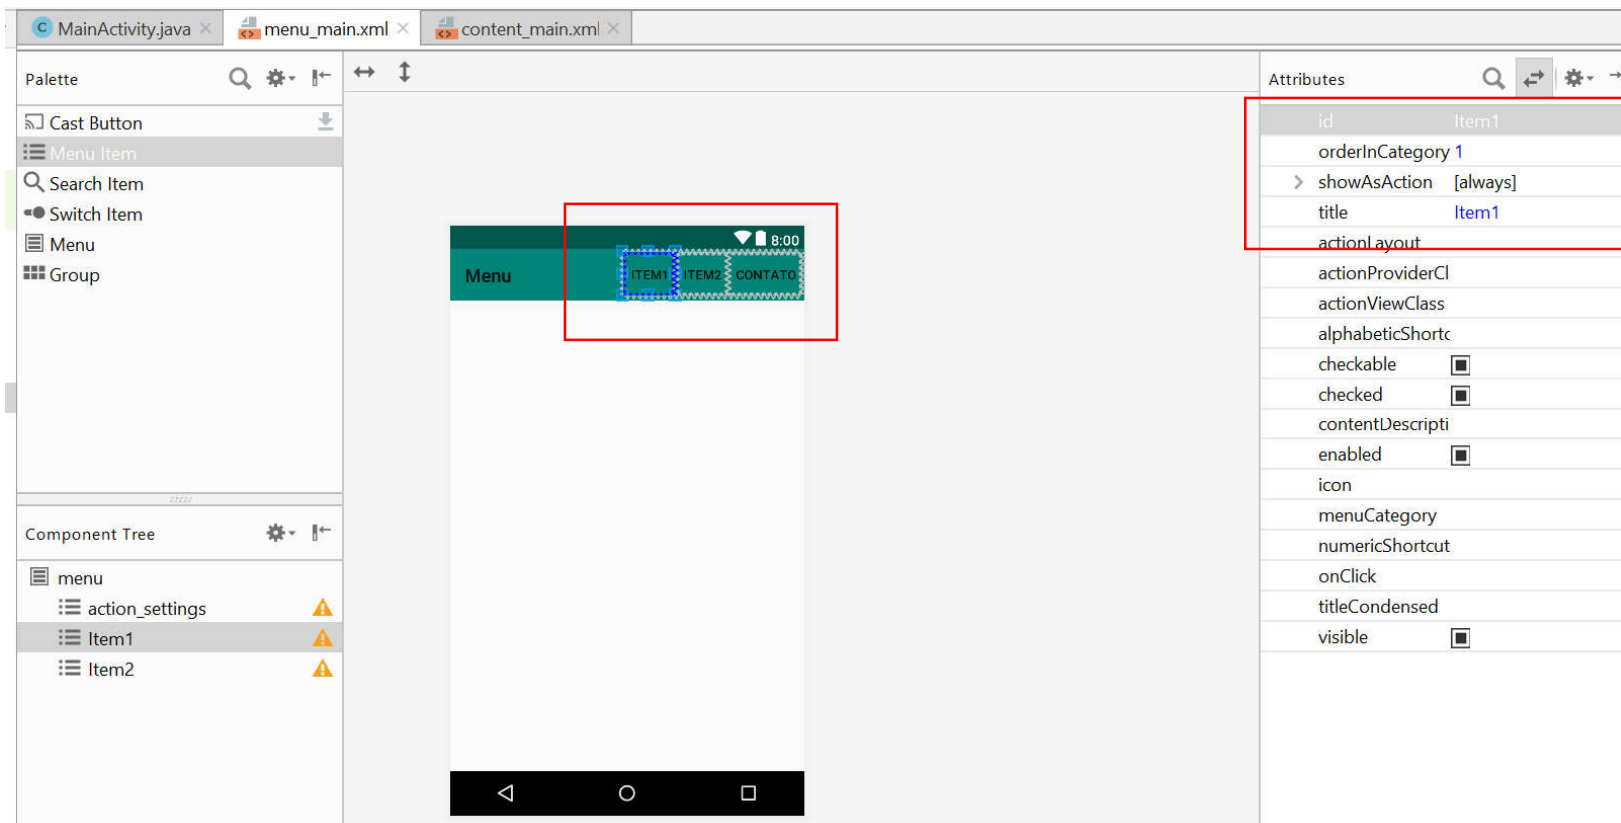 MainActivity.java
menu_main.xml
content_main.xml
Palette
Cast Button
Menu Item
Search Item
Switch Item
Menu
Group
Component Tree
menu
action_settings
Item1
Item2
8:00
Menu
ITEM1
ITEM2
CONTATO
Attributes
id Item1
orderInCategory 1
showAsAction [always]
title Item1
actionLayout
actionProviderCl
actionViewClass
alphabeticShortc
checkable
checked
contentDescripti
enabled
icon
menuCategory
numericShortcut
onClick
titleCondensed
visible